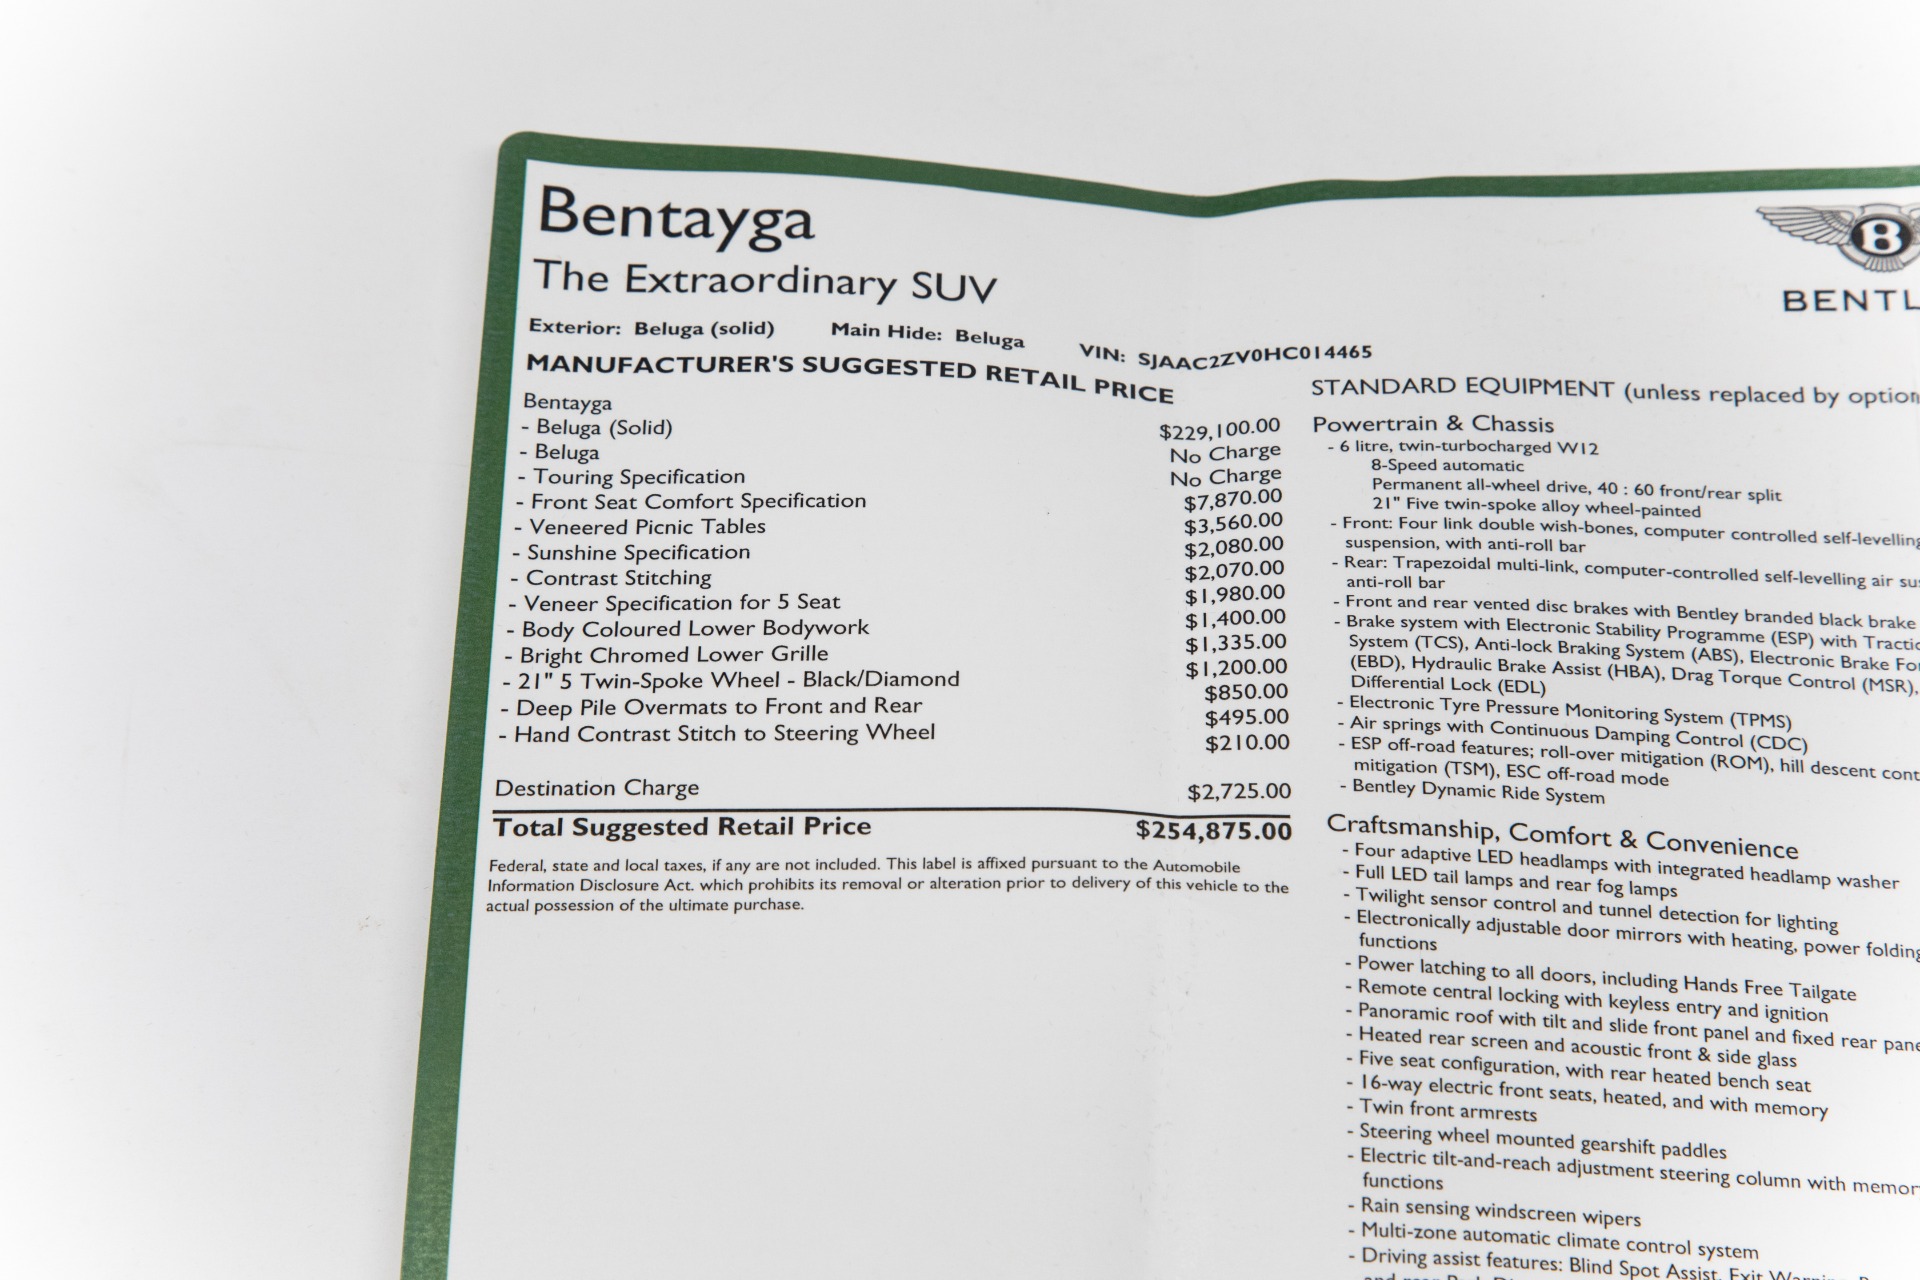 Bentayga
The Extraordinary SUV
B
BENTL
Exterior: Beluga (solid) Main Hide: Beluga VIN: SJAAC2ZV0HC014465
MANUFACTURER'S SUGGESTED RETAIL PRICE
Bentayga $229,100.00
- Beluga (Solid) No Charge
- Beluga No Charge
- Touring Specification $7,870.00
- Front Seat Comfort Specification $3,560.00
- Veneered Picnic Tables $2,080.00
- Sunshine Specification $2,070.00
- Contrast Stitching $1,980.00
- Veneer Specification for 5 Seat $1,400.00
- Body Coloured Lower Bodywork $1,335.00
- Bright Chromed Lower Grille $1,200.00
- 21" 5 Twin-Spoke Wheel - Black/Diamond $850.00
- Deep Pile Overmats to Front and Rear $495.00
- Hand Contrast Stitch to Steering Wheel $210.00
Destination Charge $2,725.00
Total Suggested Retail Price $254,875.00
Federal, state and local taxes, if any are not included. This label is affixed pursuant to the Automobile
Information Disclosure Act. which prohibits its removal or alteration prior to delivery of this vehicle to the
actual possession of the ultimate purchase.
STANDARD EQUIPMENT (unless replaced by option
Powertrain & Chassis
- 6 litre, twin-turbocharged W12
8-Speed automatic
Permanent all-wheel drive, 40 : 60 front/rear split
21" Five twin-spoke alloy wheel-painted
- Front: Four link double wish-bones, computer controlled self-levelling
suspension, with anti-roll bar
- Rear: Trapezoidal multi-link, computer-controlled self-levelling air sus
anti-roll bar
- Front and rear vented disc brakes with Bentley branded black brake
- Brake system with Electronic Stability Programme (ESP) with Tractio
System (TCS), Anti-lock Braking System (ABS), Electronic Brake Fo
(EBD), Hydraulic Brake Assist (HBA), Drag Torque Control (MSR),
Differential Lock (EDL)
- Electronic Tyre Pressure Monitoring System (TPMS)
- Air springs with Continuous Damping Control (CDC)
- ESP off-road features; roll-over mitigation (ROM), hill descent cont
mitigation (TSM), ESC off-road mode
- Bentley Dynamic Ride System
Craftsmanship, Comfort & Convenience
- Four adaptive LED headlamps with integrated headlamp washer
- Full LED tail lamps and rear fog lamps
- Twilight sensor control and tunnel detection for lighting
- Electronically adjustable door mirrors with heating, power folding
functions
- Power latching to all doors, including Hands Free Tailgate
- Remote central locking with keyless entry and ignition
- Panoramic roof with tilt and slide front panel and fixed rear pane
- Heated rear screen and acoustic front & side glass
- Five seat configuration, with rear heated bench seat
- 16-way electric front seats, heated, and with memory
- Twin front armrests
- Steering wheel mounted gearshift paddles
- Electric tilt-and-reach adjustment steering column with memor
functions
- Rain sensing windscreen wipers
- Multi-zone automatic climate control system
- Driving assist features: Blind Spot Assist, Exit